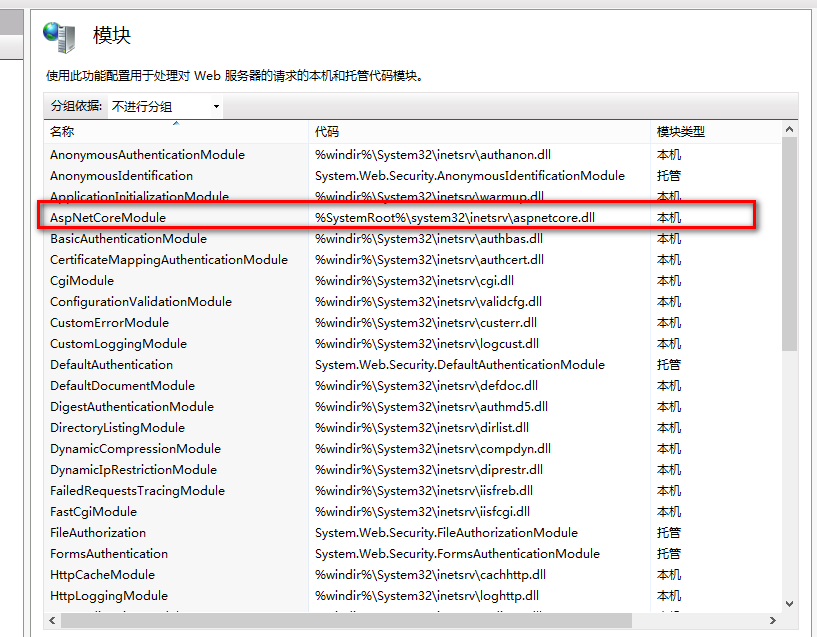 模块
使用此功能配置用于处理对 Web 服务器的请求的本机和托管代码模块。
分组依据: 不进行分组
名称 代码 模块类型
AnonymousAuthenticationModule %windir%\System32\inetsrv\authanon.dll 本机
AnonymousIdentification System.Web.Security.AnonymousIdentificationModule 托管
ApplicationInitializationModule %windir%\System32\inetsrv\warmup.dll 本机
AspNetCoreModule %SystemRoot%\system32\inetsrv\aspnetcore.dll 本机
BasicAuthenticationModule %windir%\System32\inetsrv\authbas.dll 本机
CertificateMappingAuthenticationModule %windir%\System32\inetsrv\authcert.dll 本机
CgiModule %windir%\System32\inetsrv\cgi.dll 本机
ConfigurationValidationModule %windir%\System32\inetsrv\validcfg.dll 本机
CustomErrorModule %windir%\System32\inetsrv\custerr.dll 本机
CustomLoggingModule %windir%\System32\inetsrv\logcust.dll 本机
DefaultAuthentication System.Web.Security.DefaultAuthenticationModule 托管
DefaultDocumentModule %windir%\System32\inetsrv\defdoc.dll 本机
DigestAuthenticationModule %windir%\System32\inetsrv\authmd5.dll 本机
DirectoryListingModule %windir%\System32\inetsrv\dirlist.dll 本机
DynamicCompressionModule %windir%\System32\inetsrv\compdyn.dll 本机
DynamicIpRestrictionModule %windir%\System32\inetsrv\diprestr.dll 本机
FailedRequestsTracingModule %windir%\System32\inetsrv\iisfreb.dll 本机
FastCgiModule %windir%\System32\inetsrv\iisfcgi.dll 本机
FileAuthorization System.Web.Security.FileAuthorizationModule 托管
FormsAuthentication System.Web.Security.FormsAuthenticationModule 托管
HttpCacheModule %windir%\System32\inetsrv\cachhttp.dll 本机
HttpLoggingModule %windir%\System32\inetsrv\loghttp.dll 本机